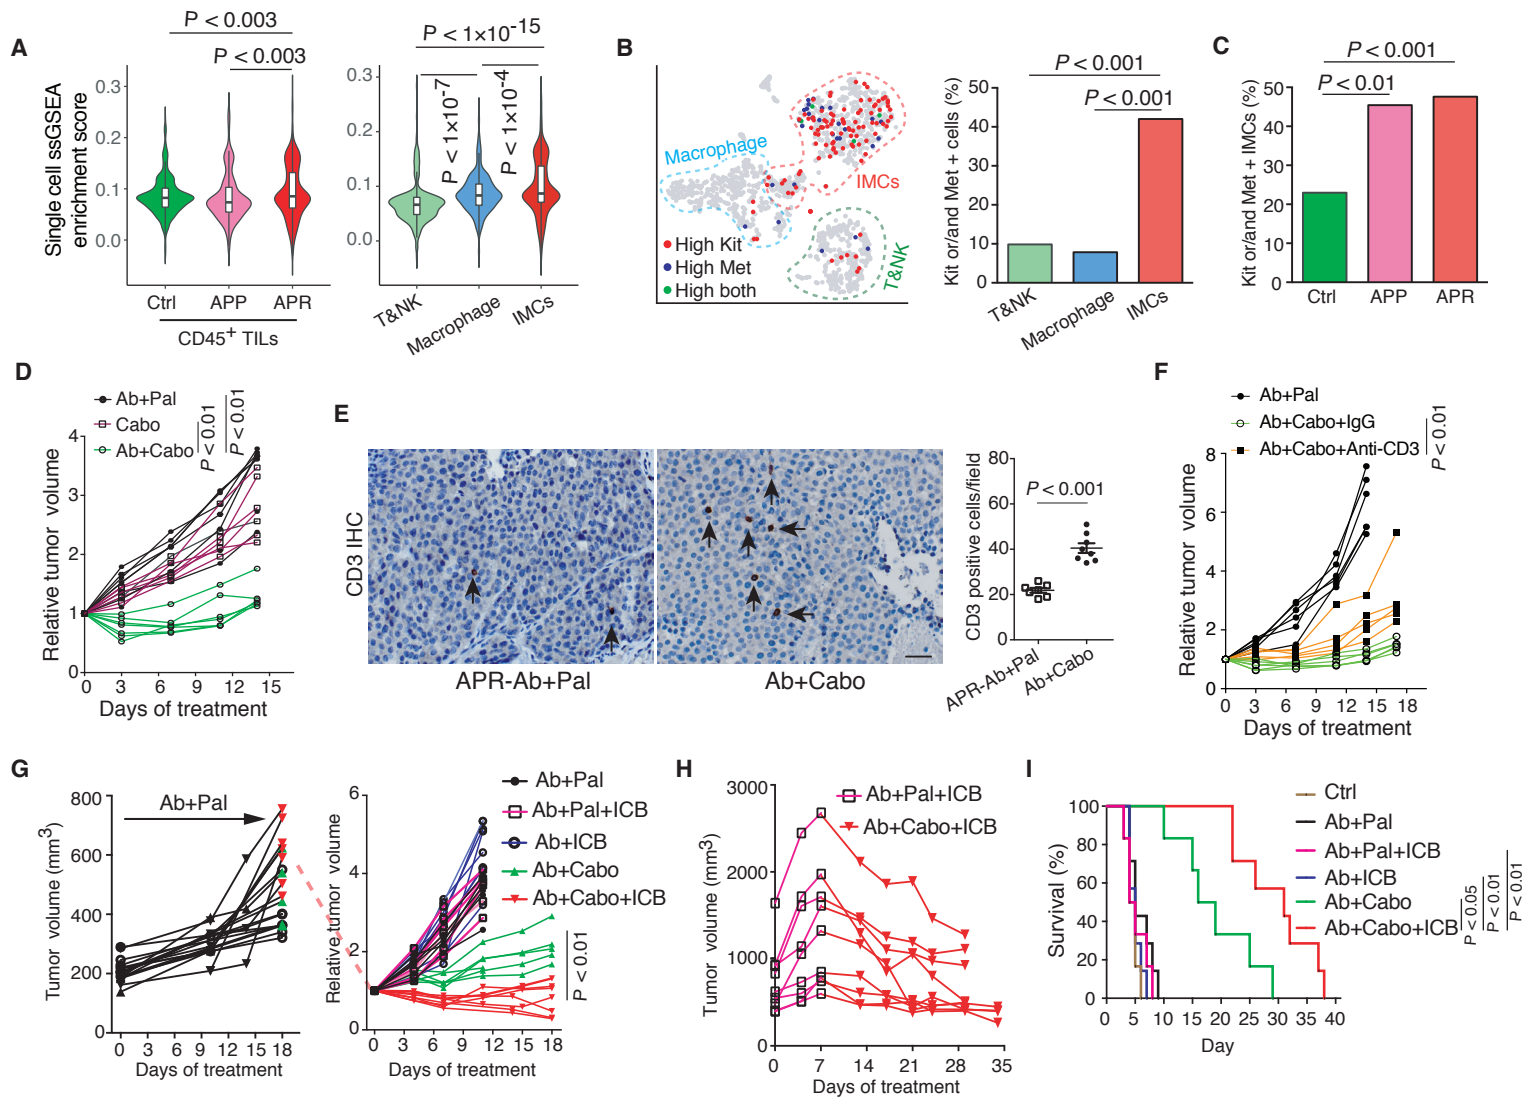 A
P < 0.003
P < 0.003
Single cell ssGSEA
enrichment score
0.3
0.2
0.1
0.0
Ctrl
APP
APR
CD45+ TILs
P < 1×10-15
P < 1×10-7
P < 1×10-4
0.3
0.2
0.1
0.0
T&NK
Macrophage
IMCs
B
Macrophage
IMCs
T&NK
High Kit
High Met
High both
P < 0.001
P < 0.001
Kit or/and Met + cells (%)
50
40
30
20
10
0
T&NK
Macrophage
IMCs
C
P < 0.001
P < 0.01
Kit or/and Met + IMCs (%)
50
40
30
20
10
0
Ctrl
APP
APR
D
Ab+Pal
Cabo
Ab+Cabo
P < 0.01
P < 0.01
Relative tumor volume
4
3
2
1
0
0 3 6 9 12 15
Days of treatment
E
CD3 IHC
APR-Ab+Pal
Ab+Cabo
CD3 positive cells/field
80
60
40
20
0
P < 0.001
APR-Ab+Pal
Ab+Cabo
F
Ab+Pal
Ab+Cabo+IgG
Ab+Cabo+Anti-CD3
P < 0.01
Relative tumor volume
8
6
4
2
0
0 3 6 9 12 15 18
Days of treatment
G
Ab+Pal
Tumor volume (mm3)
800
600
400
200
0
0 3 6 9 12 15 18
Days of treatment
Ab+Pal
Ab+Pal+ICB
Ab+ICB
Ab+Cabo
Ab+Cabo+ICB
P < 0.01
Relative tumor volume
6
4
2
0
0 3 6 9 12 15 18
Days of treatment
H
Ab+Pal+ICB
Ab+Cabo+ICB
Tumor volume (mm3)
3000
2000
1000
0
0 7 14 21 28 35
Days of treatment
I
Ctrl
Ab+Pal
Ab+Pal+ICB
Ab+ICB
Ab+Cabo
Ab+Cabo+ICB
P < 0.05
P < 0.01
P < 0.01
Survival (%)
100
80
60
40
20
0
0 5 10 15 20 25 30 35 40
Day